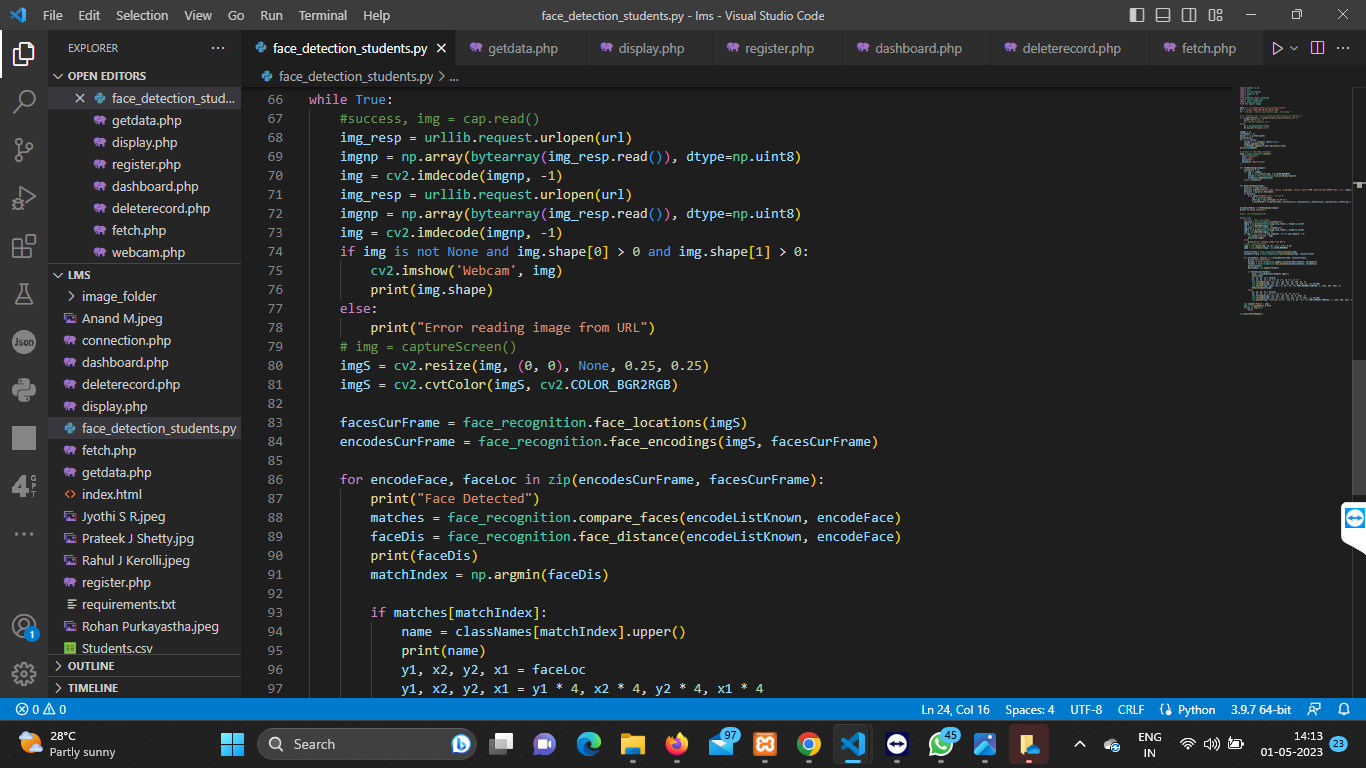 File Edit Selection View Go Run Terminal Help
face_detection_students.py - lms - Visual Studio Code
EXPLORER
face_detection_students.py getdata.php display.php register.php dashboard.php deleterecord.php fetch.php
face_detection_students.py > ...
OPEN EDITORS
face_detection_stud...
getdata.php
display.php
register.php
dashboard.php
deleterecord.php
fetch.php
webcam.php
LMS
image_folder
Anand M.jpeg
connection.php
dashboard.php
deleterecord.php
display.php
face_detection_students.py
fetch.php
getdata.php
index.html
Jyothi S R.jpeg
Prateek J Shetty.jpg
Rahul J Kerolli.jpeg
register.php
requirements.txt
Rohan Purkayastha.jpeg
Students.csv
OUTLINE
TIMELINE
Json
4 GPT
1
66 while True:
67 #success, img = cap.read()
68 img_resp = urllib.request.urlopen(url)
69 imgnp = np.array(bytearray(img_resp.read()), dtype=np.uint8)
70 img = cv2.imdecode(imgnp, -1)
71 img_resp = urllib.request.urlopen(url)
72 imgnp = np.array(bytearray(img_resp.read()), dtype=np.uint8)
73 img = cv2.imdecode(imgnp, -1)
74 if img is not None and img.shape[0] > 0 and img.shape[1] > 0:
75 cv2.imshow('Webcam', img)
76 print(img.shape)
77 else:
78 print("Error reading image from URL")
79 # img = captureScreen()
80 imgS = cv2.resize(img, (0, 0), None, 0.25, 0.25)
81 imgS = cv2.cvtColor(imgS, cv2.COLOR_BGR2RGB)
82
83 facesCurFrame = face_recognition.face_locations(imgS)
84 encodesCurFrame = face_recognition.face_encodings(imgS, facesCurFrame)
85
86 for encodeFace, faceLoc in zip(encodesCurFrame, facesCurFrame):
87 print("Face Detected")
88 matches = face_recognition.compare_faces(encodeListKnown, encodeFace)
89 faceDis = face_recognition.face_distance(encodeListKnown, encodeFace)
90 print(faceDis)
91 matchIndex = np.argmin(faceDis)
92
93 if matches[matchIndex]:
94 name = classNames[matchIndex].upper()
95 print(name)
96 y1, x2, y2, x1 = faceLoc
97 y1, x2, y2, x1 = y1 * 4, x2 * 4, y2 * 4, x1 * 4
0 0 Ln 24, Col 16 Spaces: 4 UTF-8 CRLF Python 3.9.7 64-bit
28°C
Partly sunny
Search
97
45
ENG
IN
14:13
01-05-2023
23